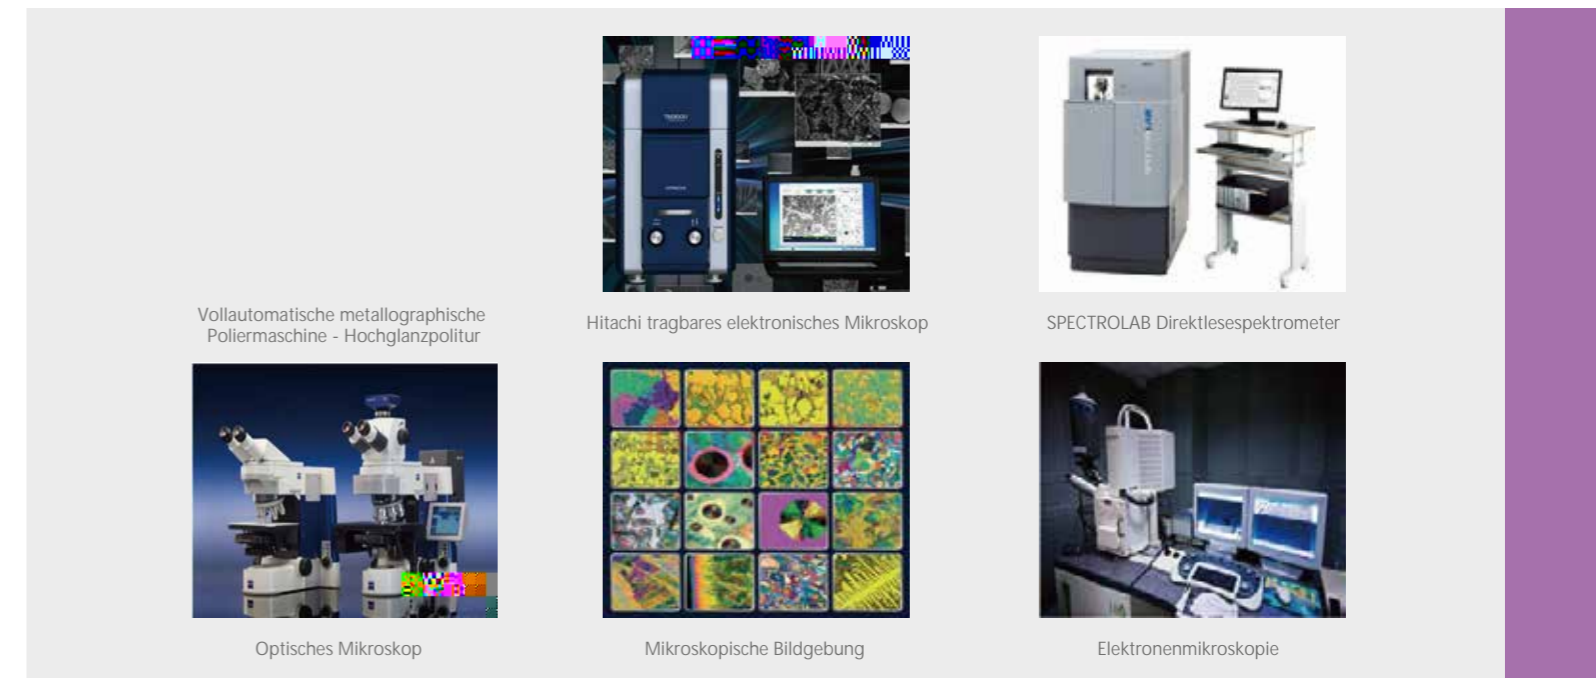 Vollautomatische metallographische
Poliermaschine - Hochglanzpolitur
Hitachi tragbares elektronisches Mikroskop
SPECTROLAB Direktlesespektrometer
Optisches Mikroskop
Mikroskopische Bildgebung
Elektronenmikroskopie